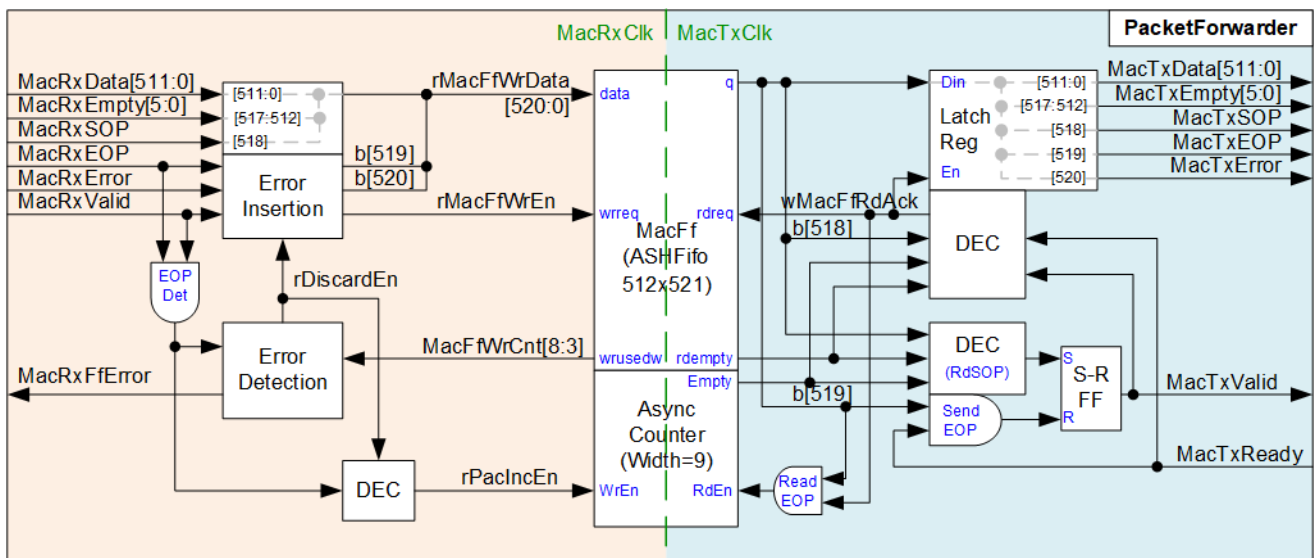 MacRxClk
MacTxClk
PacketForwarder
MacRxData[511:0]
MacRxEmpty[5:0]
MacRxSOP
MacRxEOP
MacRxError
MacRxValid
[511:0]
[517:512]
[518]
Error
Insertion
EOP
Det
rDiscardEn
Error
Detection
MacRxFfError
DEC
rMacFfWrData
[520:0]
b[519]
b[520]
rMacFfWrEn
MacFfWrCnt[8:3]
rPacIncEn
data
q
wrreq
rdreq
MacFf
(ASHFifo
512x521)
wrusedw
rdempty
Empty
Async
Counter
(Width=9)
WrEn
RdEn
Din
Latch
Reg
En
[511:0]
[517:512]
[518]
[519]
[520]
MacTxData[511:0]
MacTxEmpty[5:0]
MacTxSOP
MacTxEOP
MacTxError
wMacFfRdAck
b[518]
DEC
DEC
(RdSOP)
S
S-R
FF
R
b[519]
Send
EOP
Read
EOP
MacTxValid
MacTxReady